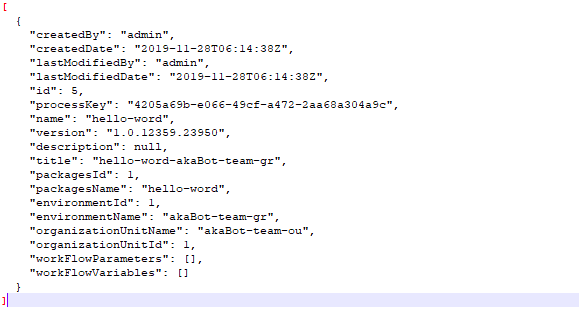 [
  {
    "createdBy": "admin",
    "createdDate": "2019-11-28T06:14:38Z",
    "lastModifiedBy": "admin",
    "lastModifiedDate": "2019-11-28T06:14:38Z",
    "id": 5,
    "processKey": "4205a69b-e066-49cf-a472-2aa68a304a9c",
    "name": "hello-word",
    "version": "1.0.12359.23950",
    "description": null,
    "title": "hello-word-akaBot-team-gr",
    "packagesId": 1,
    "packagesName": "hello-word",
    "environmentId": 1,
    "environmentName": "akaBot-team-gr",
    "organizationUnitName": "akaBot-team-ou",
    "organizationUnitId": 1,
    "workFlowParameters": [],
    "workFlowVariables": []
  }
]